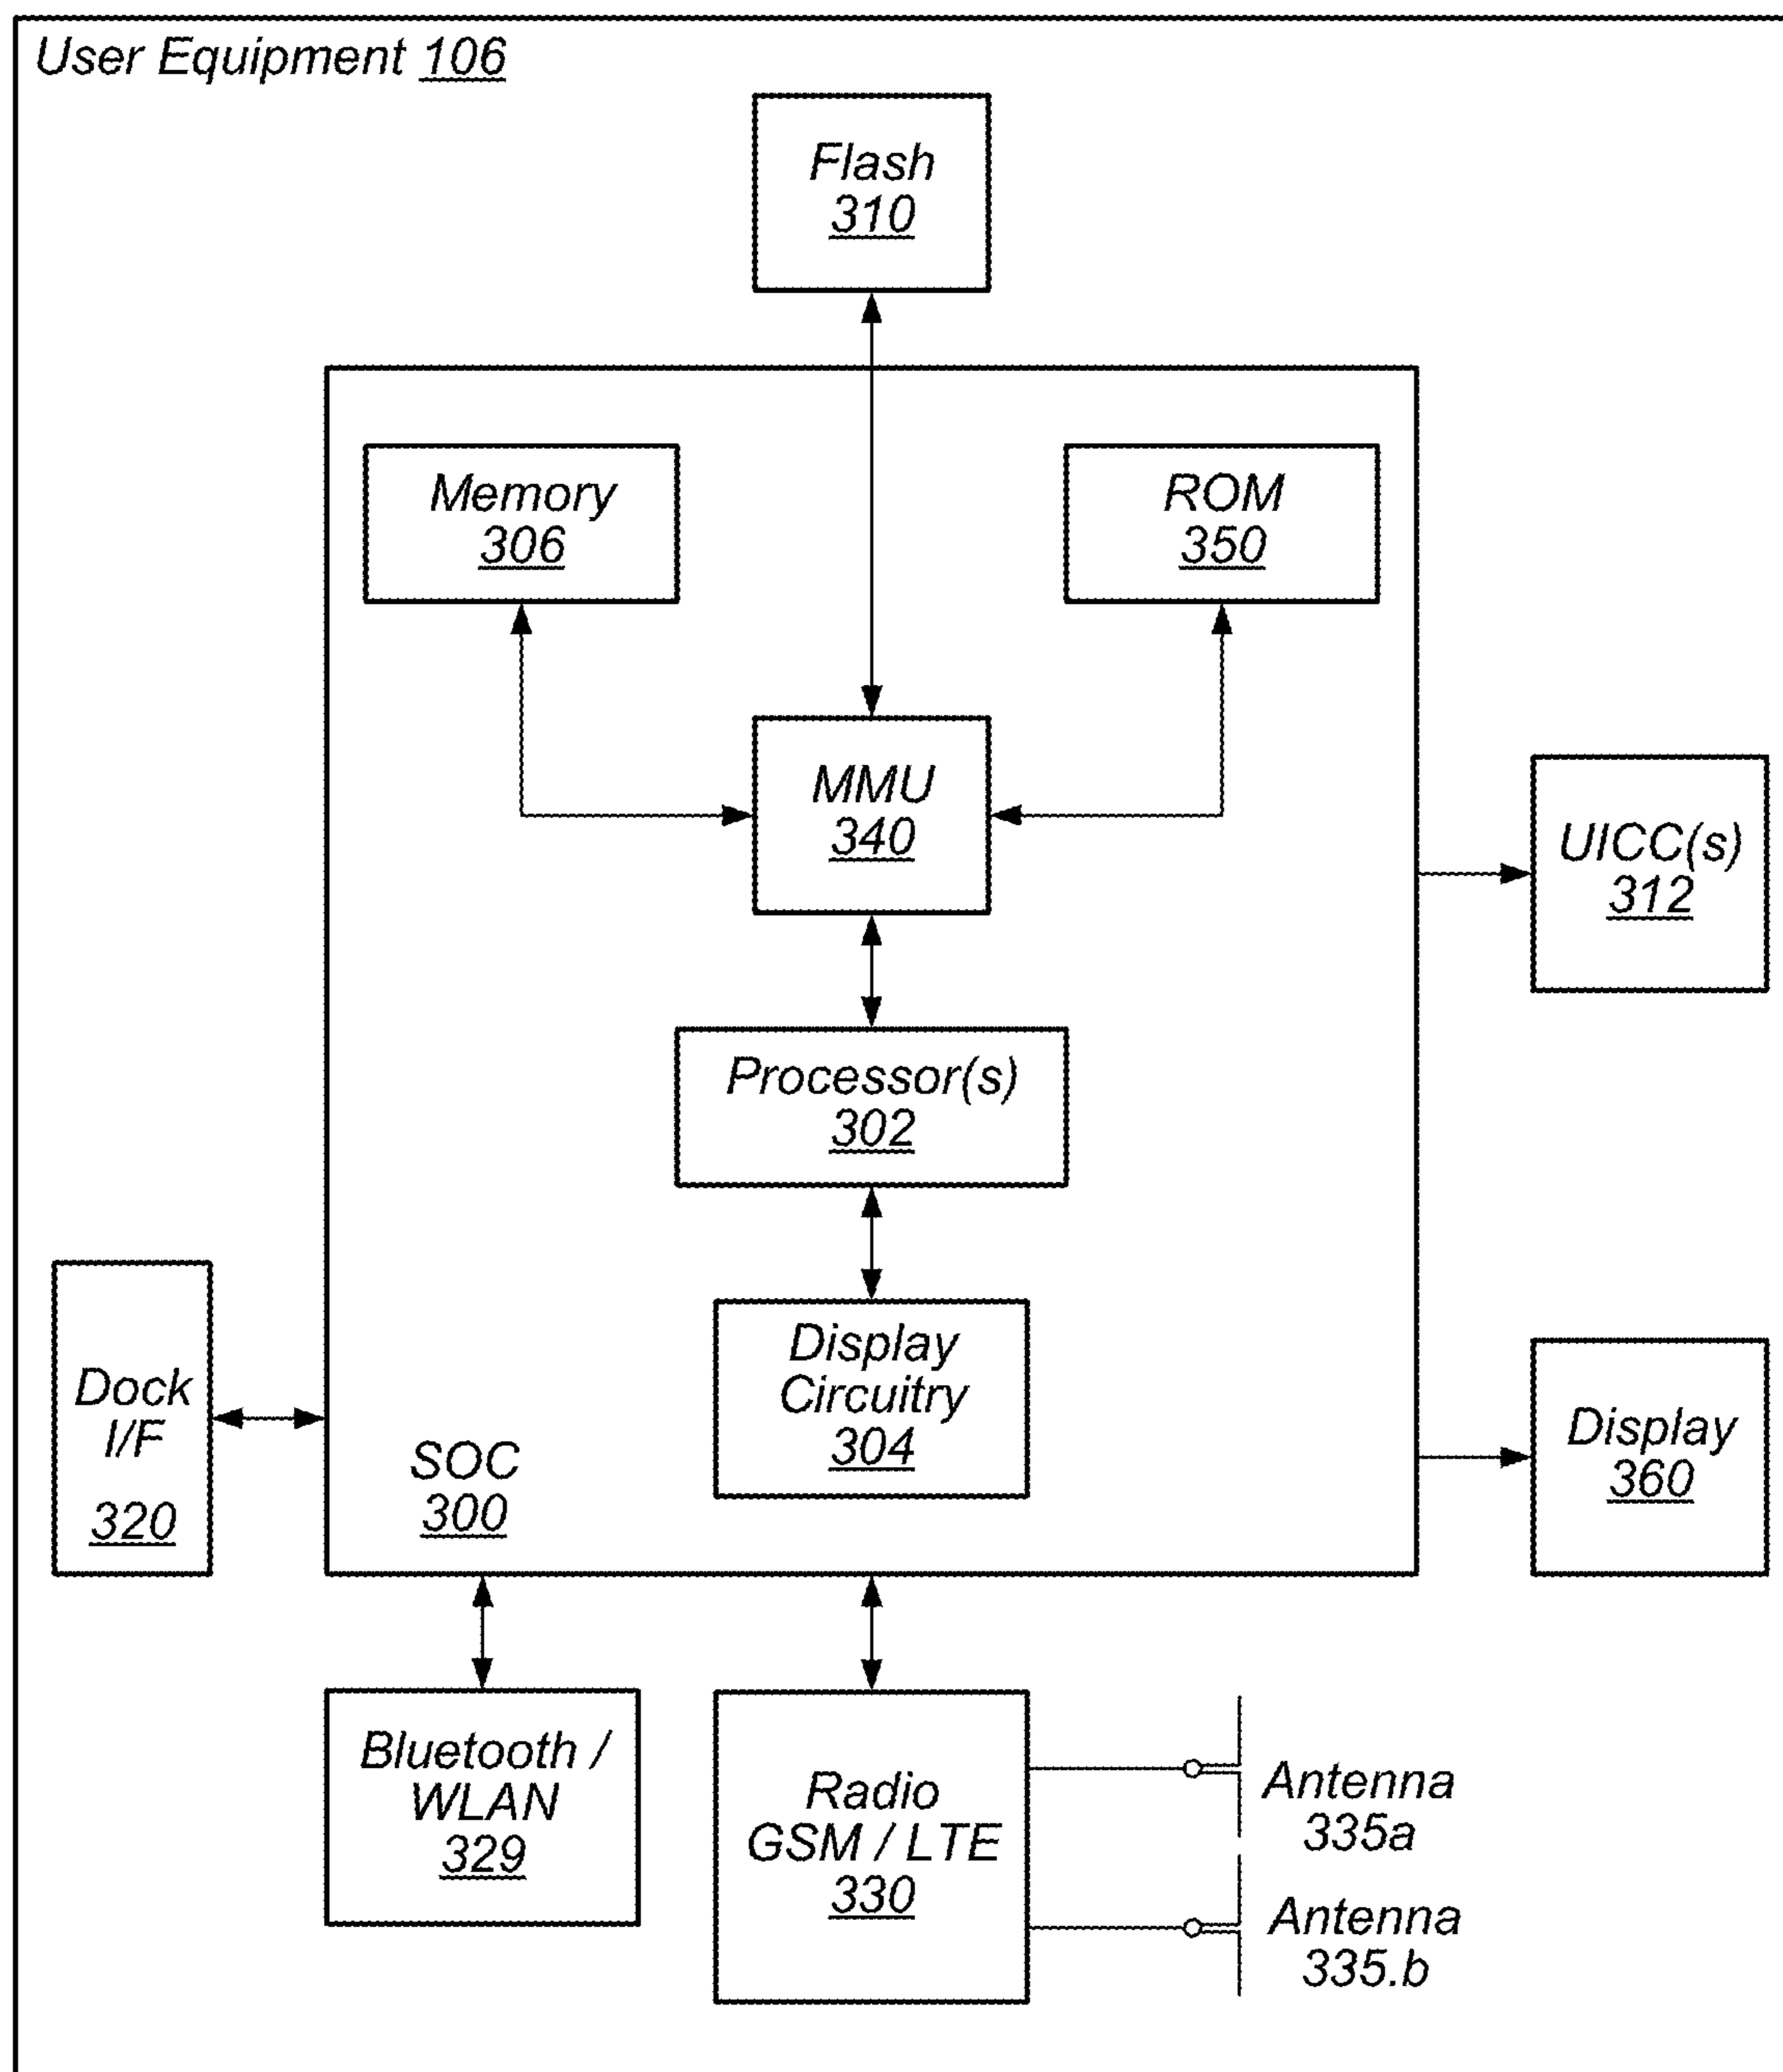 User Equipment 106
Flash
310
Memory
306
ROM
350
MMU
340
UICC(s)
312
Processor(s)
302
Display
Circuitry
304
Dock
I/F
320
SOC
300
Display
360
Bluetooth /
WLAN
329
Radio
GSM / LTE
330
Antenna
335a
Antenna
335.b